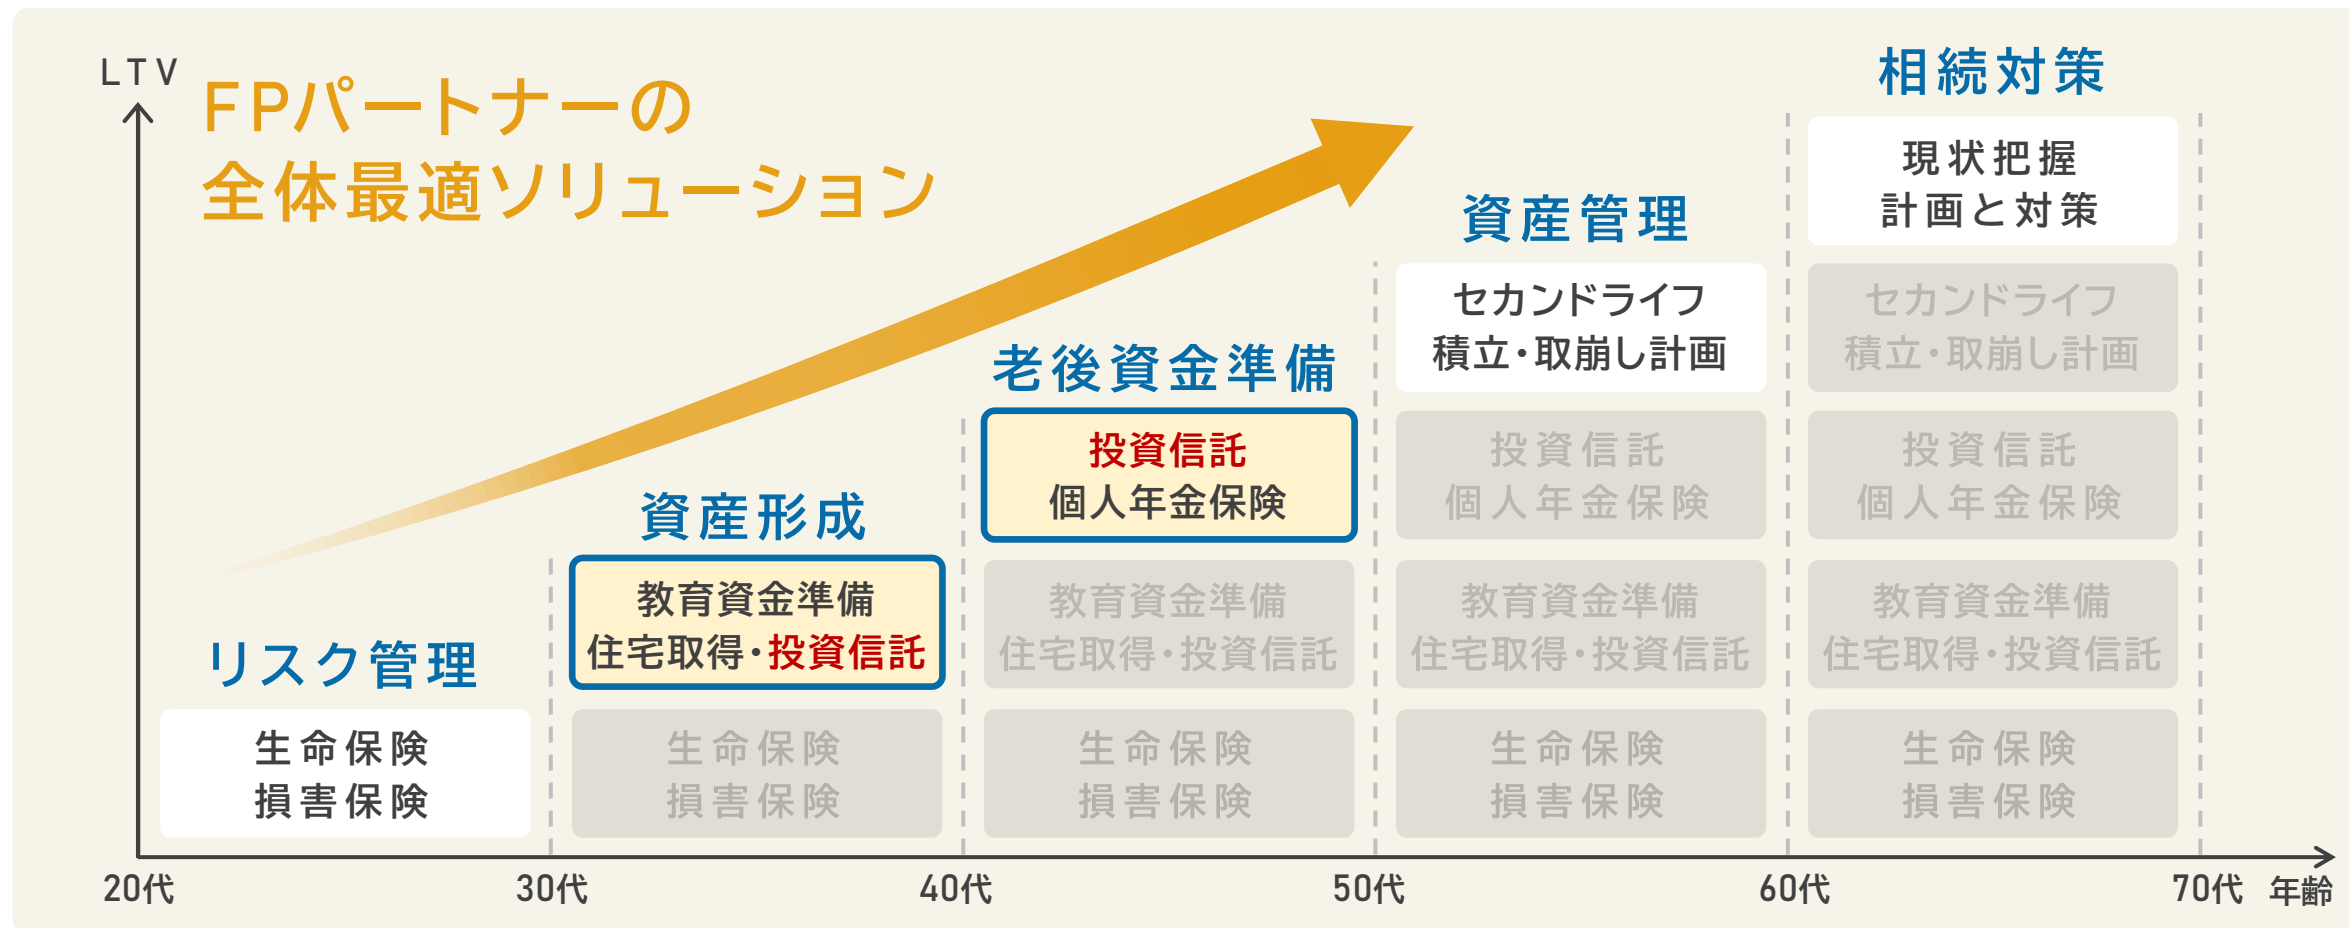 LTV
FPパートナーの
全体最適ソリューション
リスク管理
生命保険
損害保険
資産形成
教育資金準備
住宅取得・投資信託
生命保険
損害保険
老後資金準備
投資信託
個人年金保険
教育資金準備
住宅取得・投資信託
生命保険
損害保険
資産管理
セカンドライフ
積立・取崩し計画
投資信託
個人年金保険
教育資金準備
住宅取得・投資信託
生命保険
損害保険
相続対策
現状把握
計画と対策
セカンドライフ
積立・取崩し計画
投資信託
個人年金保険
教育資金準備
住宅取得・投資信託
生命保険
損害保険
20代 30代 40代 50代 60代 70代 年齢